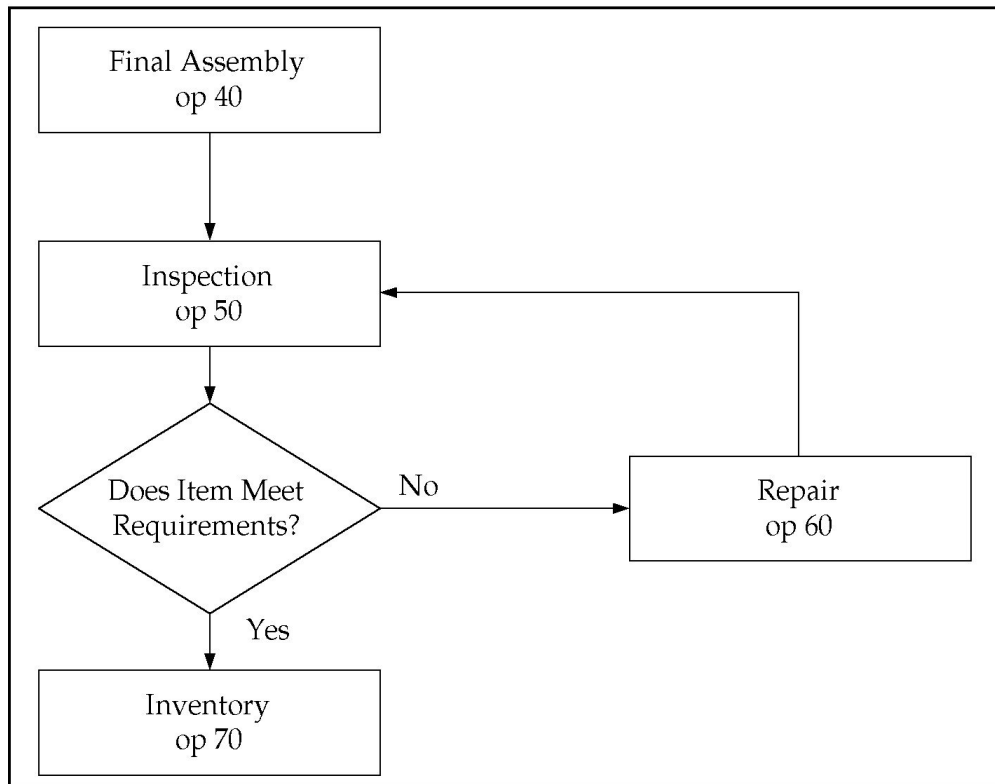 Final Assembly
op 40
Inspection
op 50
Does Item Meet
Requirements?
No
Repair
op 60
Yes
Inventory
op 70